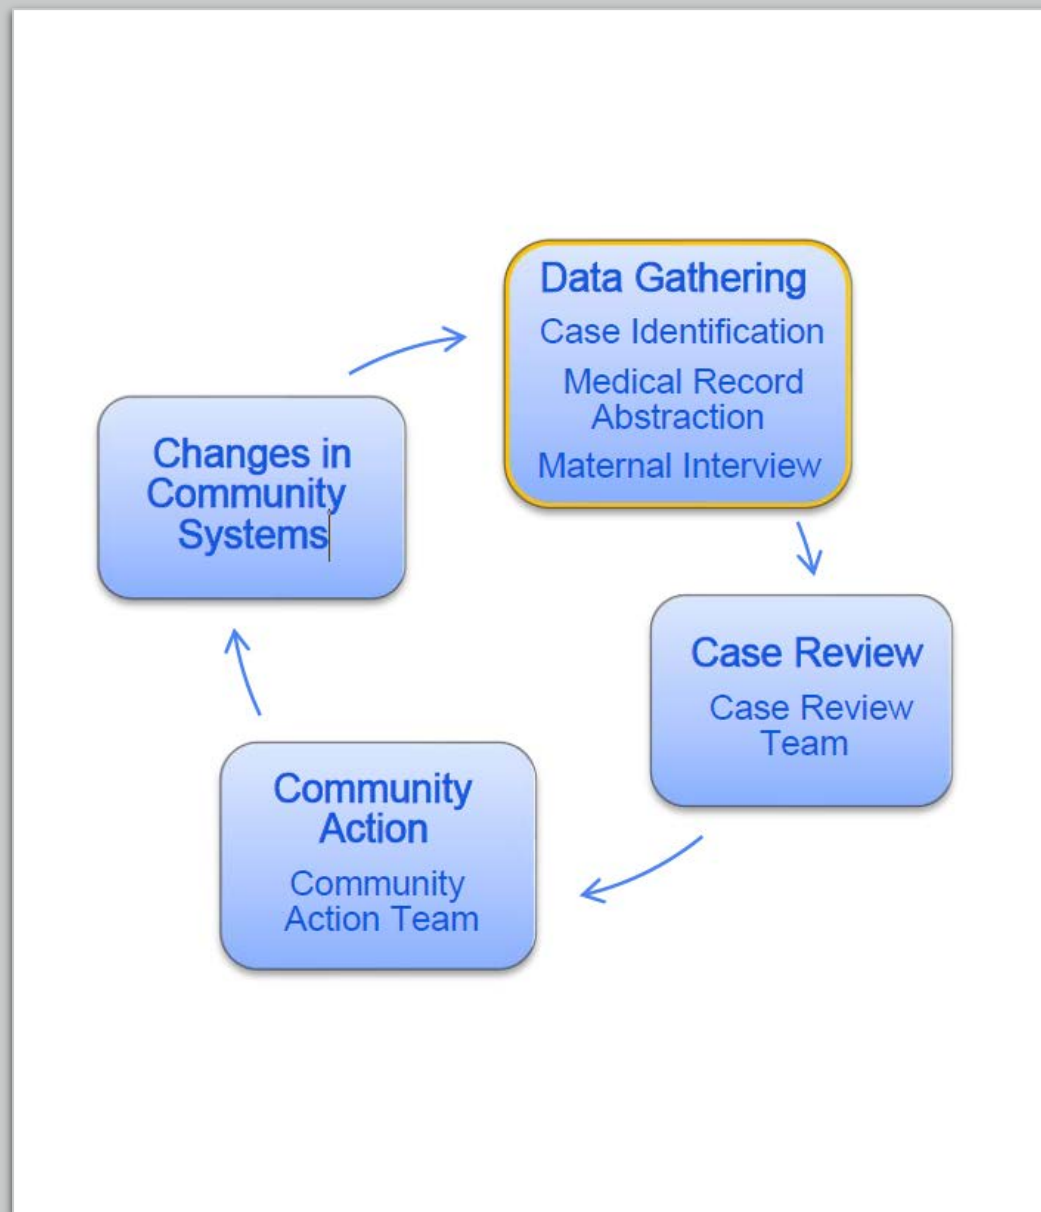 Data Gathering
Case Identification
Medical Record
Abstraction
Maternal Interview
Case Review
Case Review
Team
Community
Action
Community
Action Team
Changes in
Community
Systems